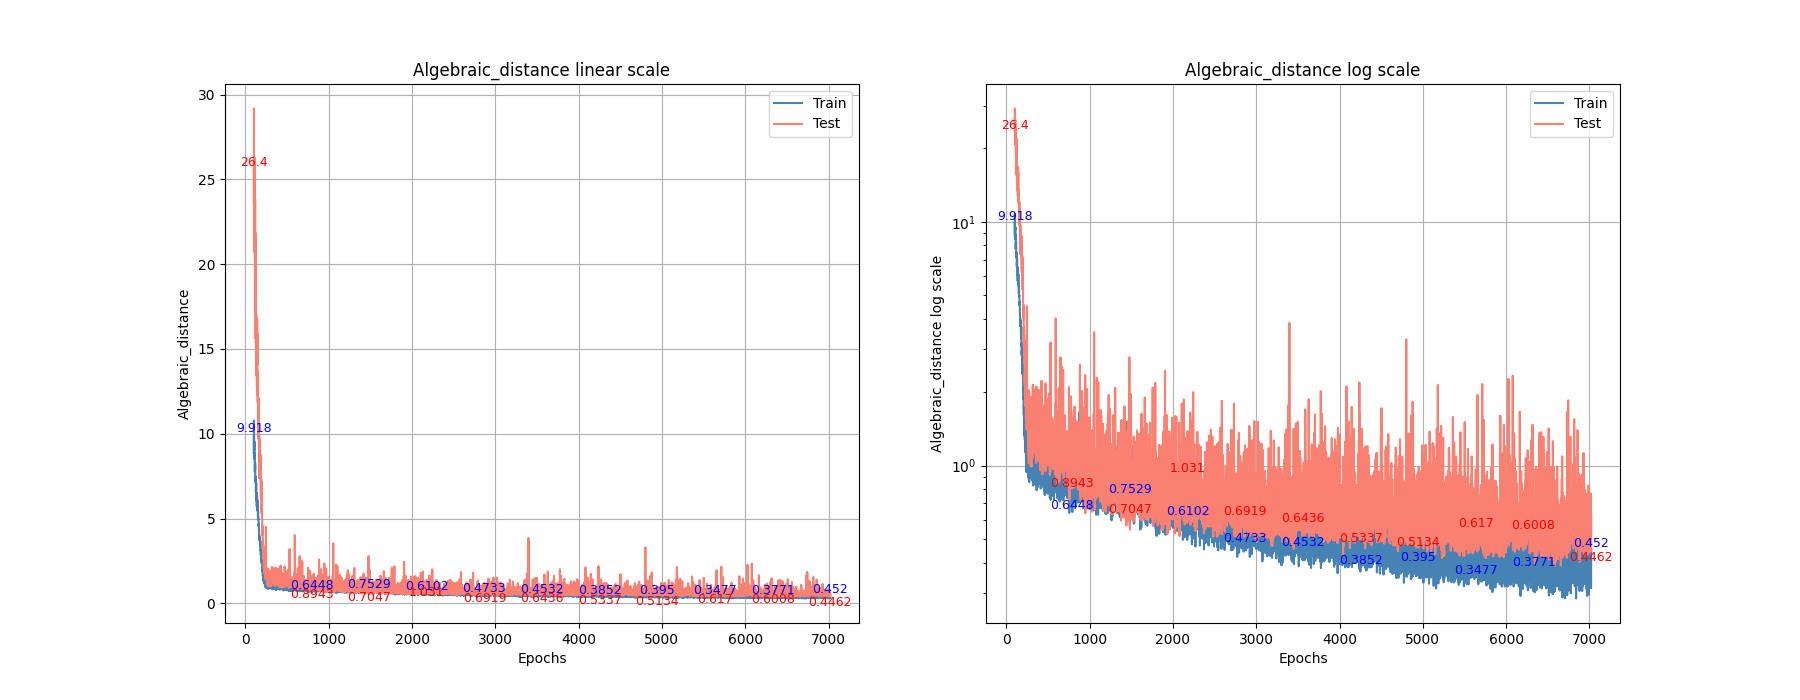 Algebraic_distance linear scale
Algebraic_distance
30
25
20
15
10
5
0
0 1000 2000 3000 4000 5000 6000 7000
Epochs
Train
Test
26.4
9.918
0.6448 0.7529 0.6102 0.4733 0.4532 0.3852 0.395 0.3477 0.3771 0.452
0.8943 0.7047 1.031 0.6919 0.6436 0.5337 0.5134 0.617 0.6008 0.4462
Algebraic_distance log scale
Algebraic_distance log scale
10¹
10⁰
0 1000 2000 3000 4000 5000 6000 7000
Epochs
Train
Test
26.4
9.918
0.8943 0.7047 1.031 0.6919 0.6436 0.5337 0.5134 0.617 0.6008 0.4462
0.6448 0.7529 0.6102 0.4733 0.4532 0.3852 0.395 0.3477 0.3771 0.452